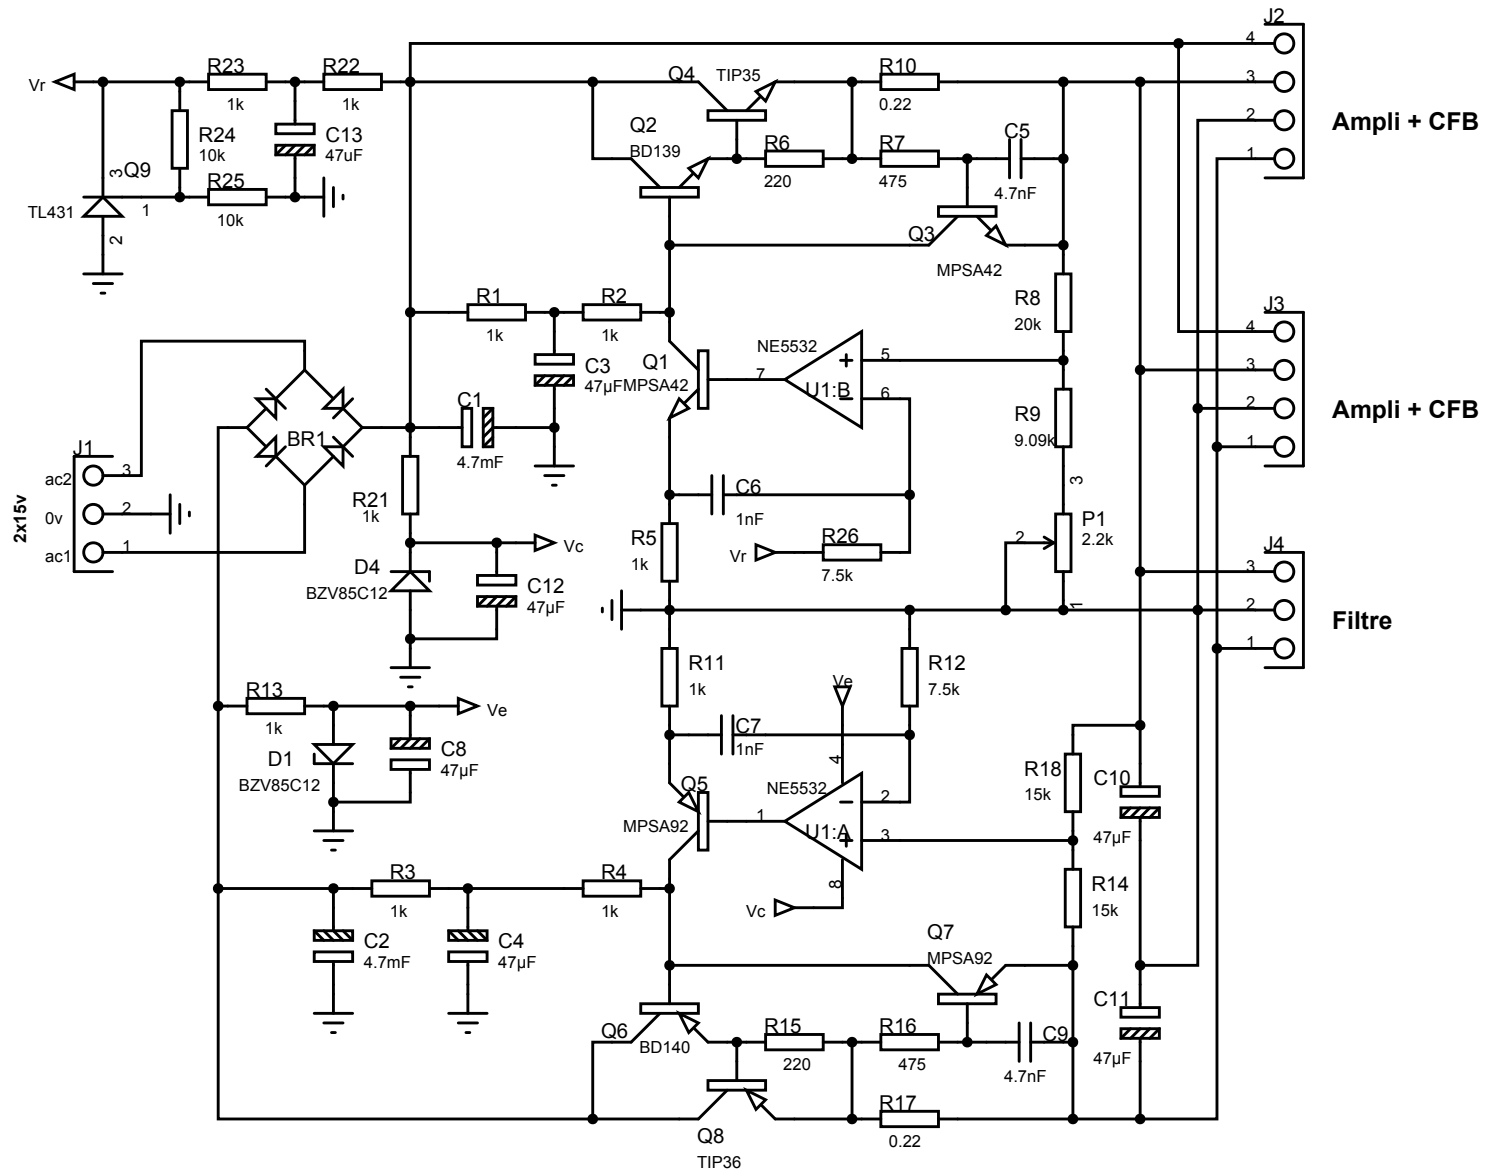 J2
4
3
2
1
Ampli + CFB
Vr
R23
1k
R22
1k
R24
10k
C13
47uF
3
Q9
TL431
1
2
R25
10k
Q4
TIP35
R10
0.22
Q2
BD139
R6
220
R7
475
C5
4.7nF
Q3
MPSA42
R1
1k
R2
1k
C3
47µF
Q1
MPSA42
NE5532
U1:B
+
−
5
6
7
R8
20k
R9
9.09k
J3
4
3
2
1
Ampli + CFB
BR1
C1
4.7mF
J1
2x15v
ac2
3
0v
2
ac1
1
R21
1k
D4
BZV85C12
C12
47µF
Vc
C6
1nF
R5
1k
Vr
R26
7.5k
3
2
P1
2.2k
1
J4
3
2
1
Filtre
R11
1k
R12
7.5k
R13
1k
Ve
D1
BZV85C12
C8
47µF
C7
1nF
Ve
4
NE5532
U1:A
−
+
2
3
1
8
Vc
Q5
MPSA92
R18
15k
C10
47µF
R3
1k
R4
1k
R14
15k
C2
4.7mF
C4
47µF
Q7
MPSA92
C11
47µF
Q6
BD140
R15
220
R16
475
C9
4.7nF
Q8
TIP36
R17
0.22